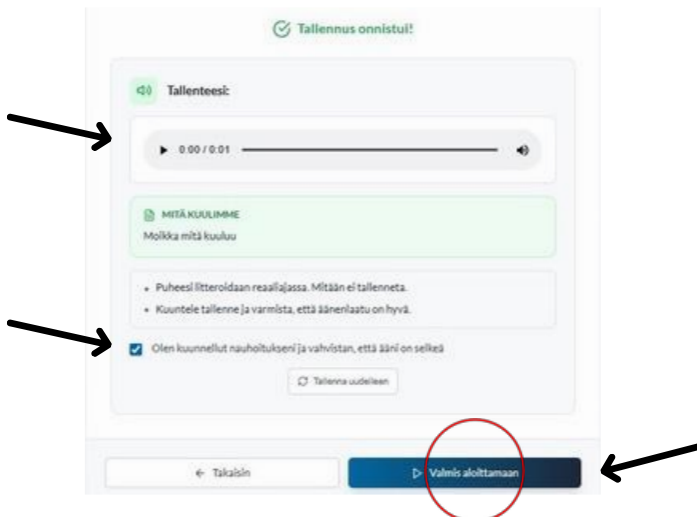 Tallennus onnistui!
Tallenteesi:
0:00 / 0:01
MITÄ KUULIMME
Moikka mitä kuuluu
• Puheesi litteroidaan reaaliajassa. Mitään ei tallenneta.
• Kuuntele tallenne ja varmista, että äänenlaatu on hyvä.
Olen kuunnellut nauhoitukseni ja vahvistan, että ääni on selkeä
Tallenna uudelleen
← Takaisin
Valmis aloittamaan